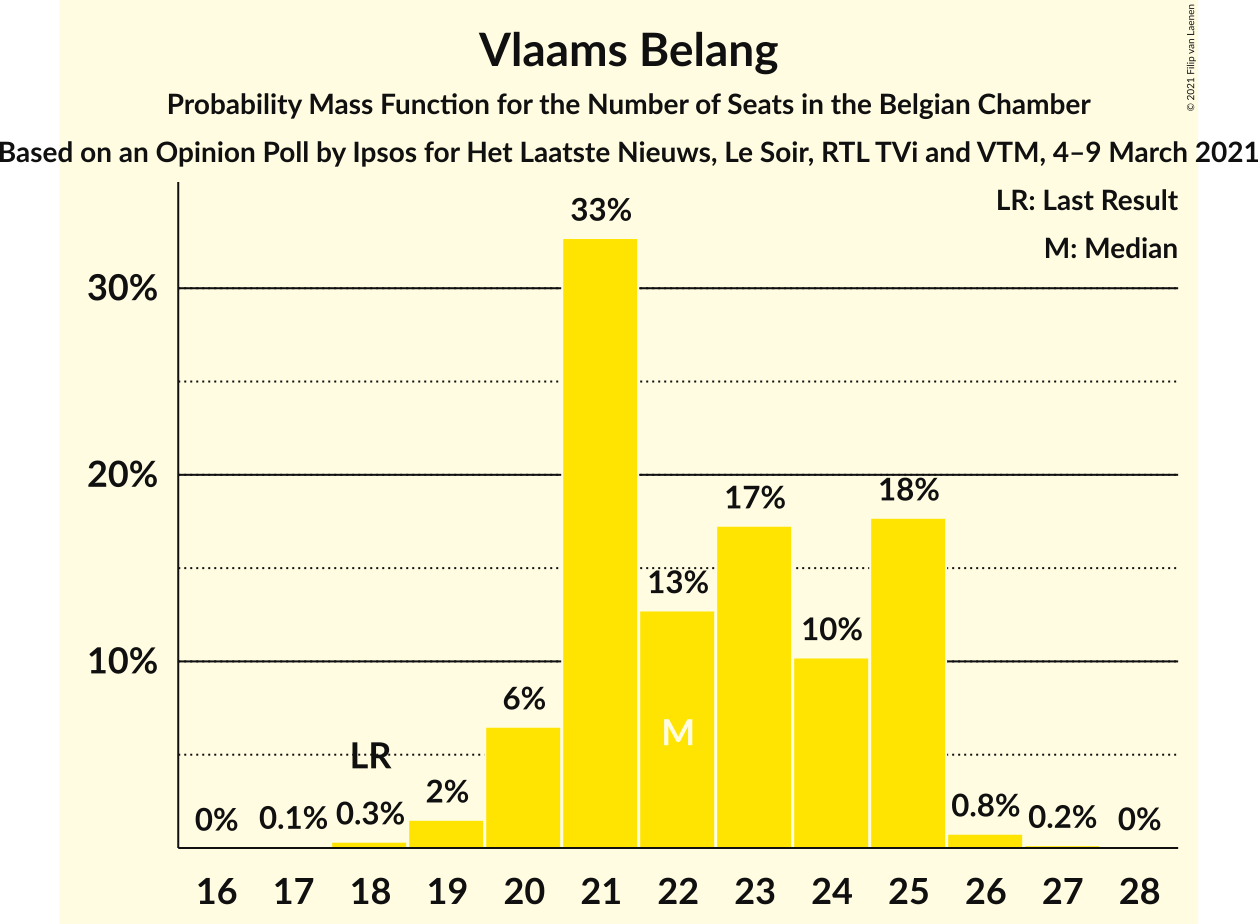 Vlaams Belang
Probability Mass Function for the Number of Seats in the Belgian Chamber
Based on an Opinion Poll by Ipsos for Het Laatste Nieuws, Le Soir, RTL TVi and VTM, 4–9 March 2021
© 2021 Filip van Laenen
LR: Last Result
M: Median
33%
30%
20%
18%
17%
13%
10%
10%
6%
M
LR
2%
0%
0.1%
0.3%
0.8%
0.2%
0%
16 17 18 19 20 21 22 23 24 25 26 27 28